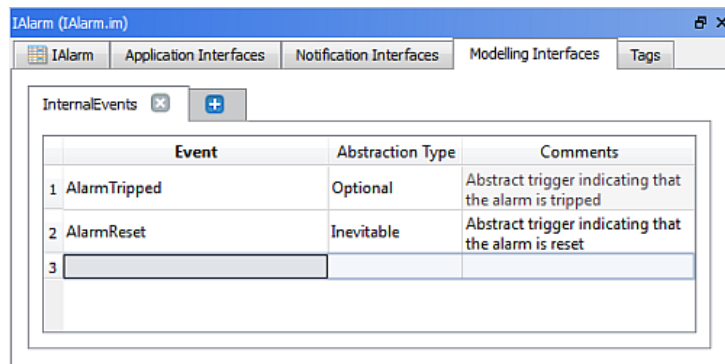 IAlarm (IAlarm.im)
IAlarm Application Interfaces Notification Interfaces Modelling Interfaces Tags
InternalEvents
Event Abstraction Type Comments
1 AlarmTripped Optional Abstract trigger indicating that
the alarm is tripped
2 AlarmReset Inevitable Abstract trigger indicating that
the alarm is reset
3